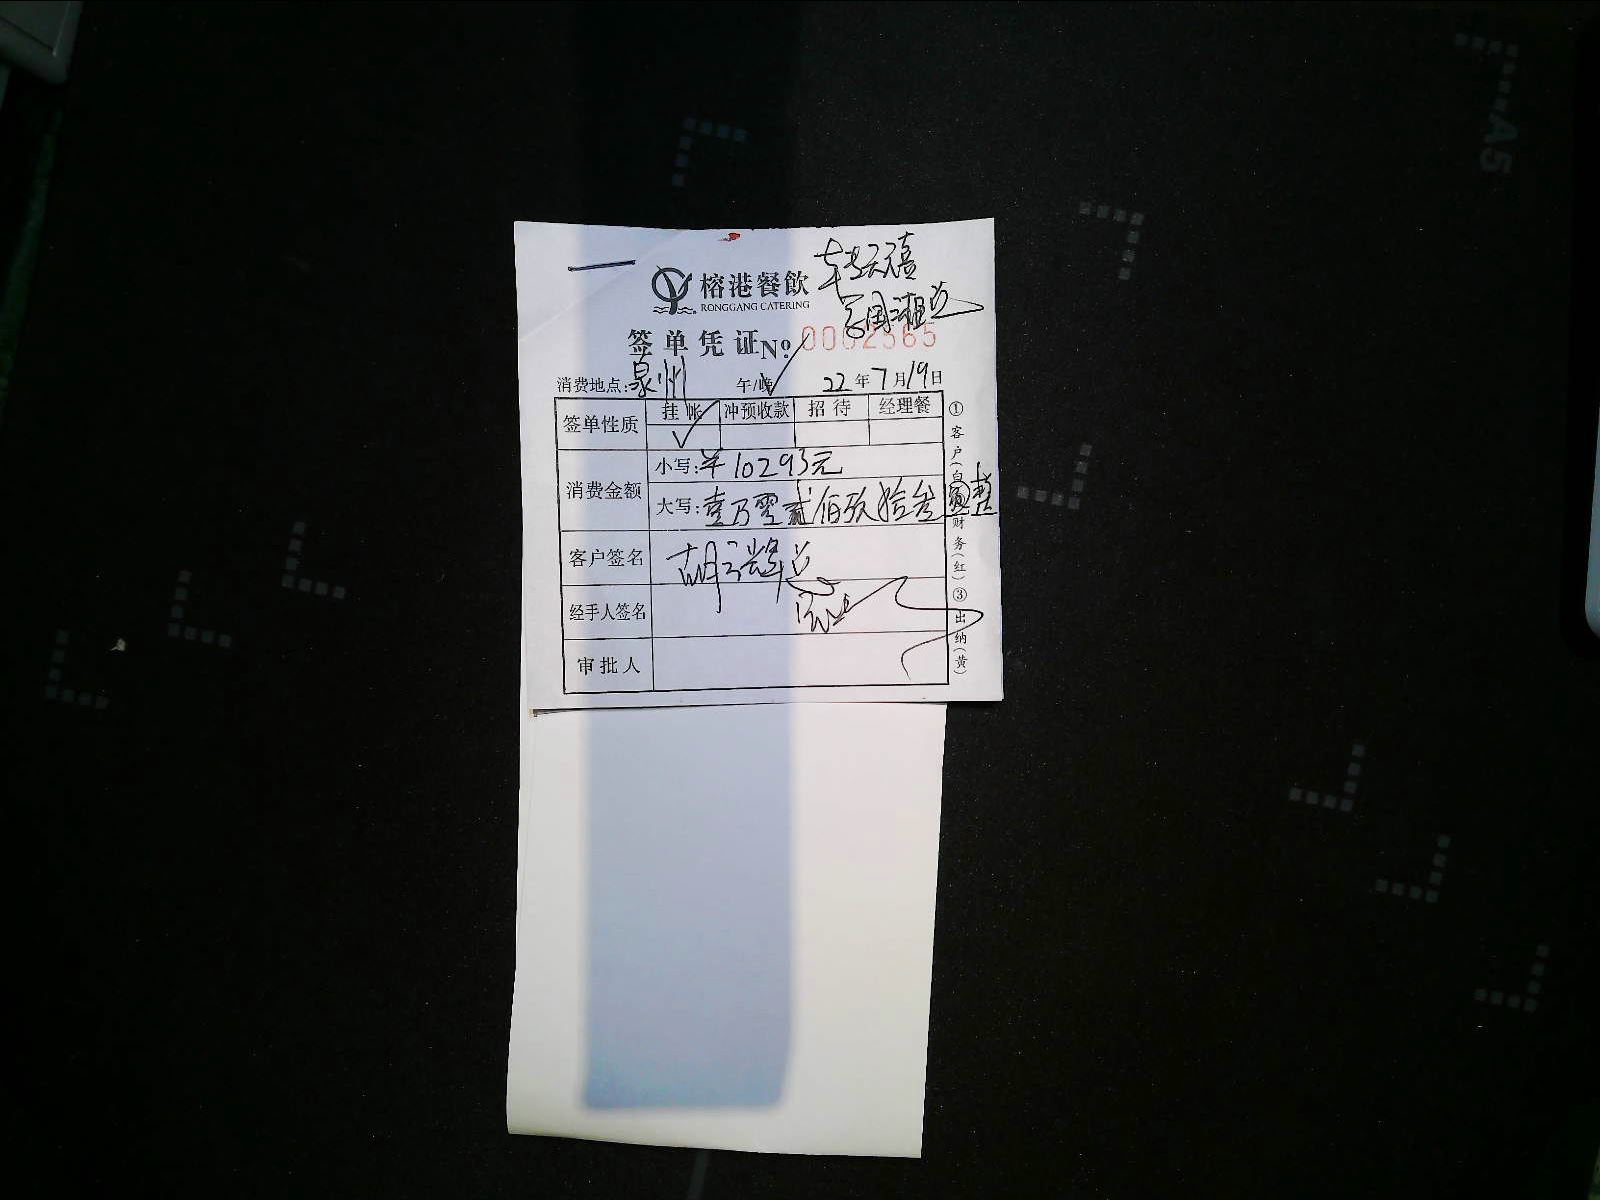 榕港餐飲
RONGGANG CATERING
签单凭证№ 0002565
消费地点:泉州 午/晚 22年7月19日
签单性质 挂帐 冲预收款 招待 经理餐
✓
消费金额 小写:¥10293元
大写:壹万零贰佰玖拾叁圆整
客户签名
经手人签名
审批人
①客户(白 财务(红)③出纳(黄)
A5